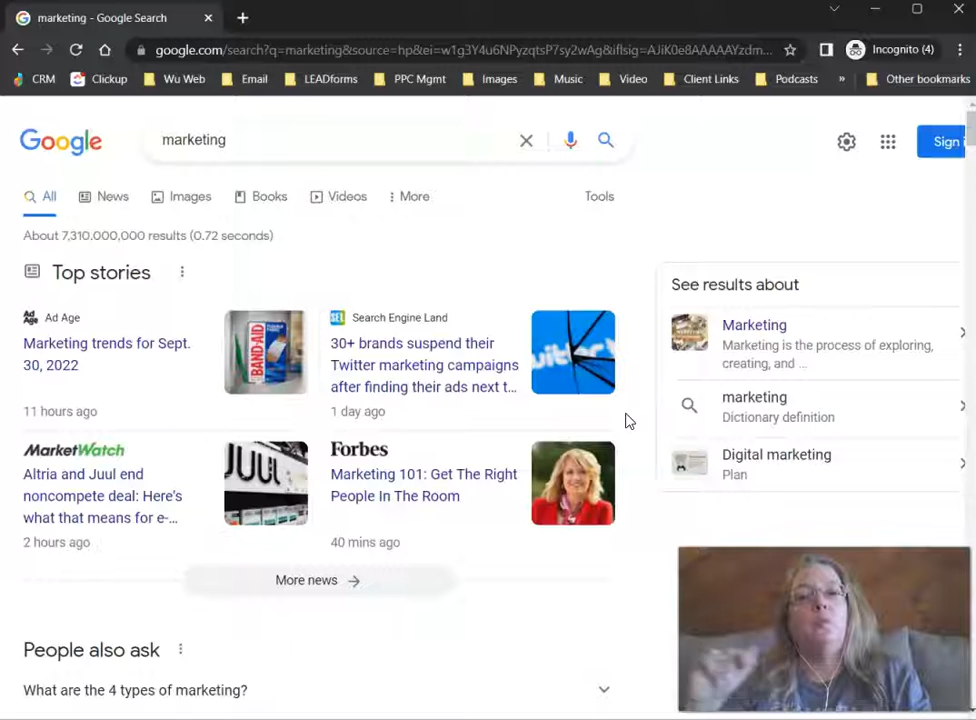 marketing - Google Search
google.com/search?q=marketing&source=hp&ei=w1g3Y4u6NPyzqtsP7sy2wAg&iflsig=AJiK0e8AAAAAYzdm...
Incognito (4)
CRM
Clickup
Wu Web
Email
LEADforms
PPC Mgmt
Images
Music
Video
Client Links
Podcasts
»
Other bookmarks
Google
marketing
Sign i
All
News
Images
Books
Videos
More
Tools
About 7,310,000,000 results (0.72 seconds)
Top stories
See results about
Ad Age
Ad Age
Marketing trends for Sept.
30, 2022
11 hours ago
BAND-AID
SEL
Search Engine Land
30+ brands suspend their
Twitter marketing campaigns
after finding their ads next t...
1 day ago
Marketing
Marketing is the process of exploring,
creating, and ...
marketing
Dictionary definition
Digital marketing
Plan
MarketWatch
Altria and Juul end
noncompete deal: Here's
what that means for e-...
2 hours ago
JUUL
Forbes
Marketing 101: Get The Right
People In The Room
40 mins ago
More news
People also ask
What are the 4 types of marketing?